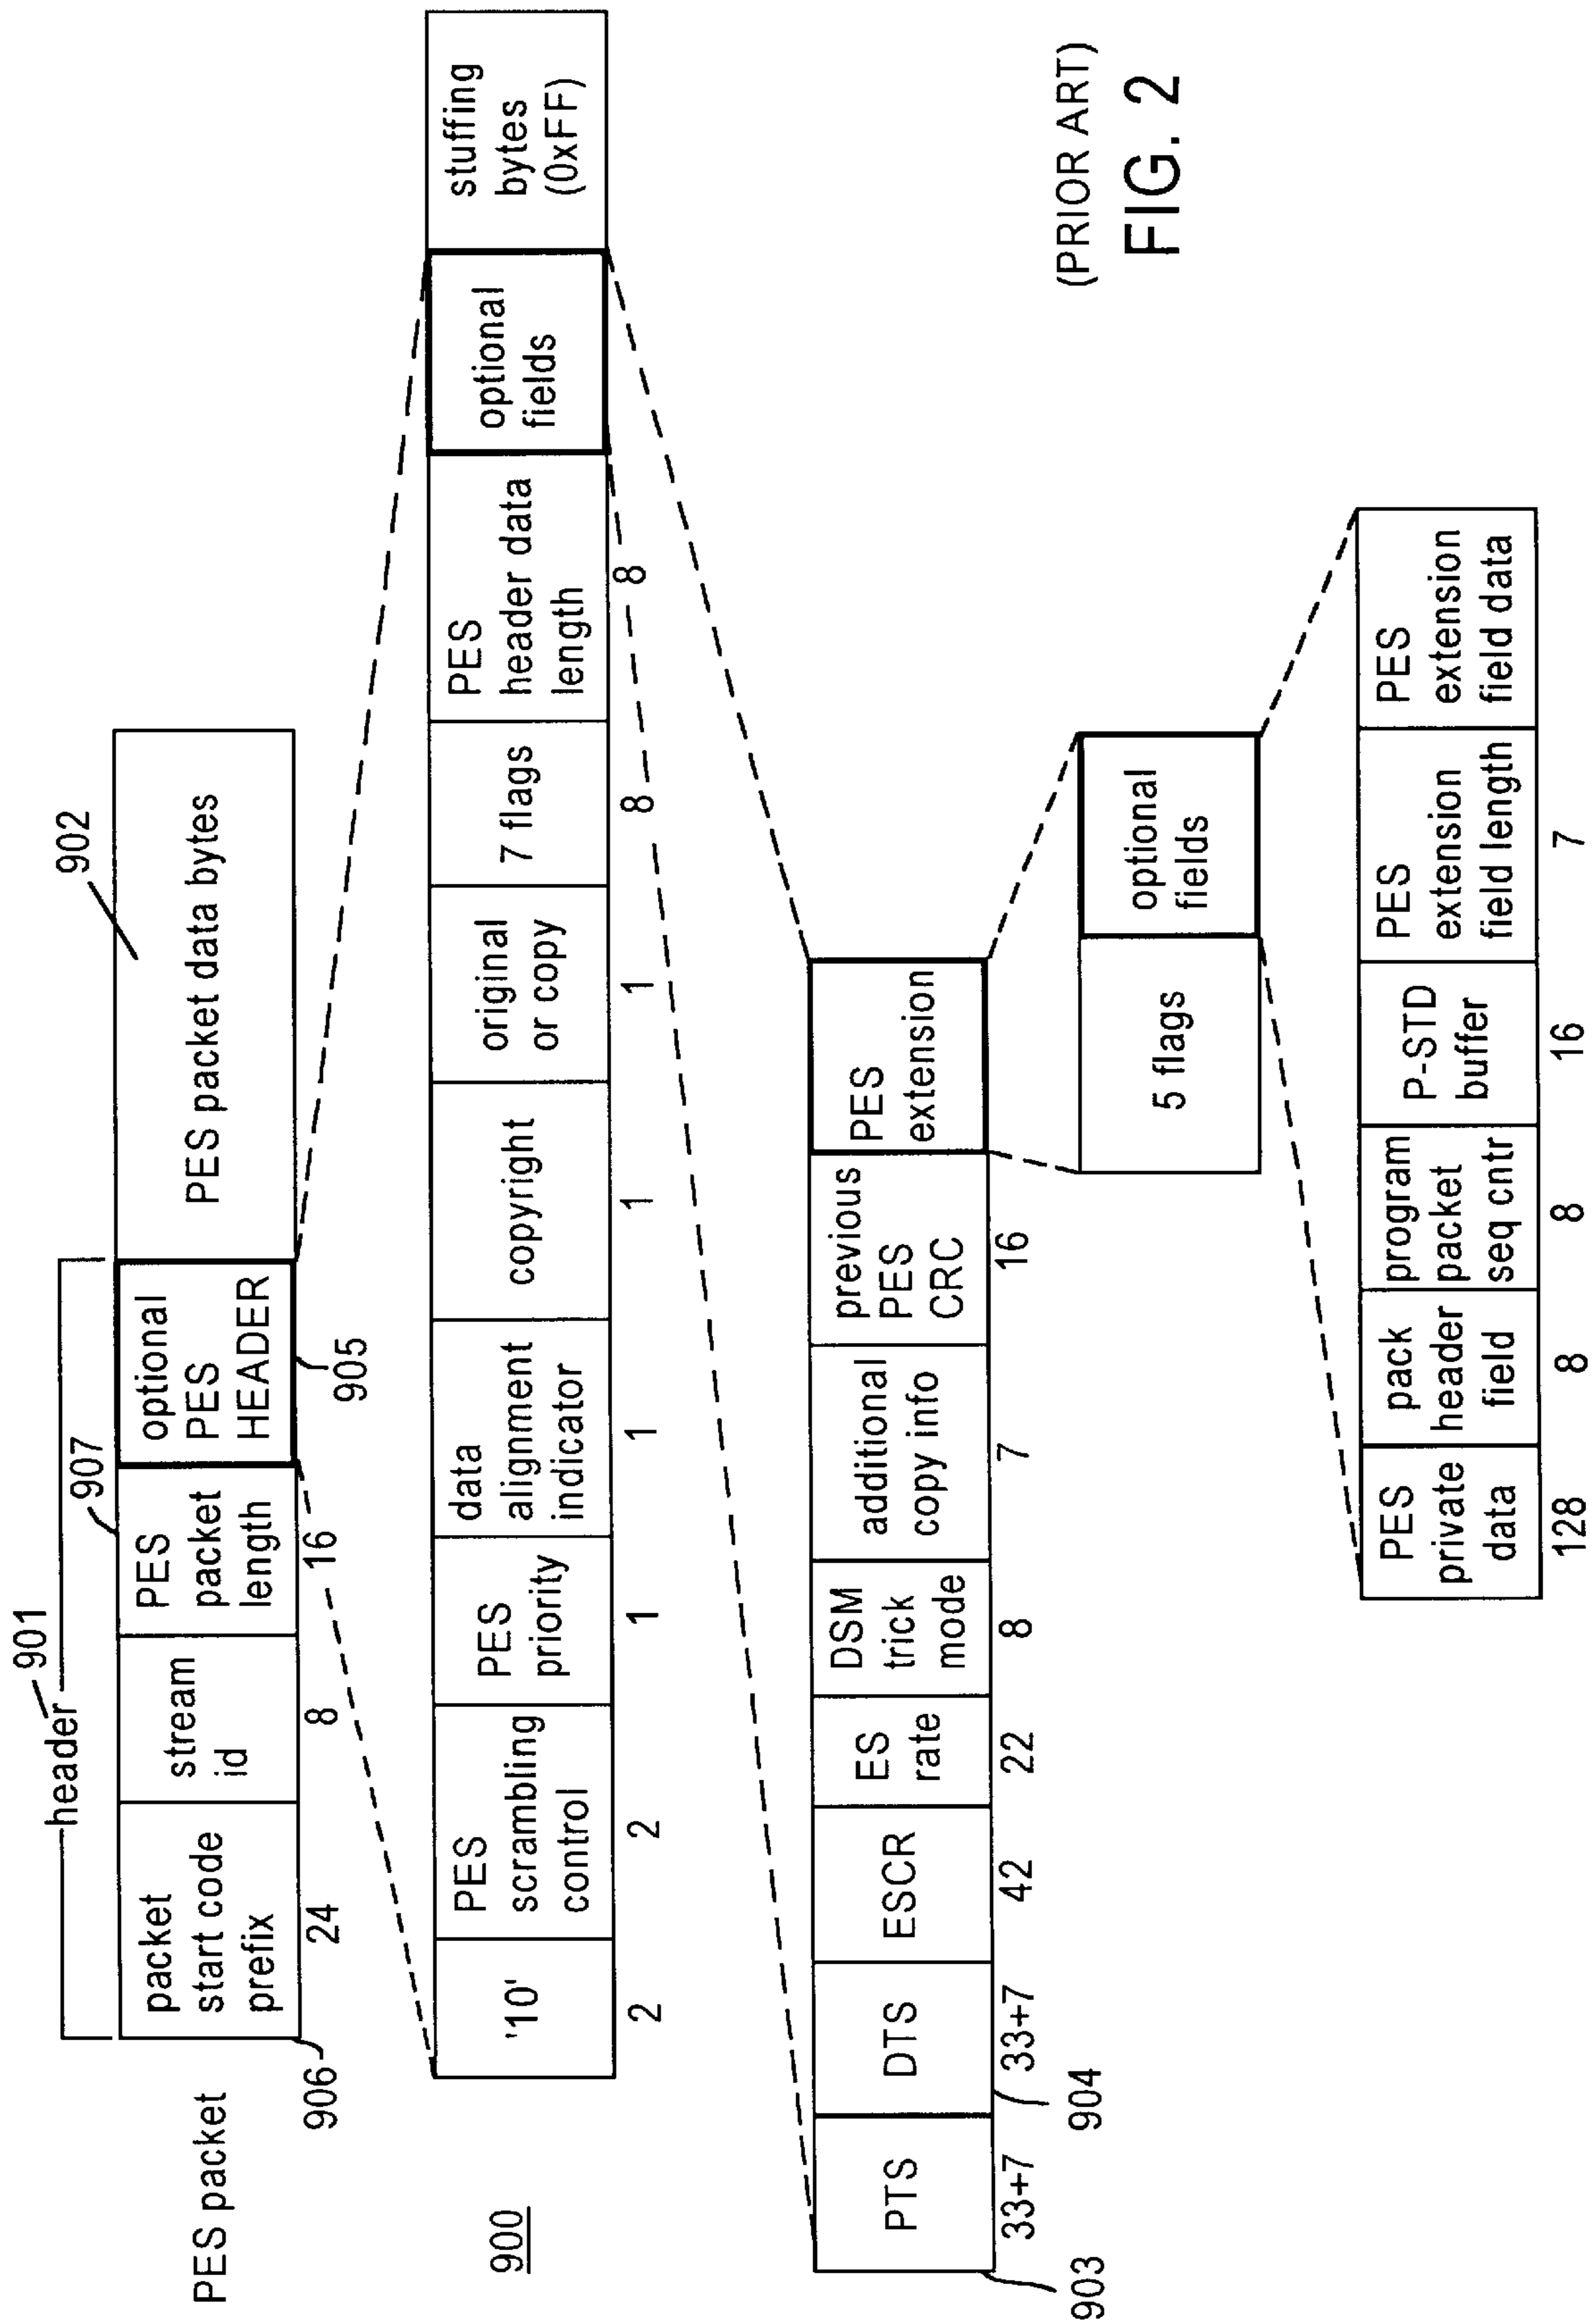 901
header
907
902
PES packet
packet
start code
prefix
stream
id
PES
packet
length
optional
PES
HEADER
PES packet data bytes
906
24
8
16
905
900
'10'
PES
scrambling
control
PES
priority
data
alignment
indicator
copyright
original
or copy
7 flags
PES
header data
length
optional
fields
stuffing
bytes
(0xFF)
2
2
1
1
1
1
8
8
PTS
DTS
ESCR
ES
rate
DSM
trick
mode
additional
copy info
previous
PES
CRC
PES
extension
33+7
33+7
42
22
8
7
16
903
904
5 flags
optional
fields
PES
private
data
pack
header
field
program
packet
seq cntr
P-STD
buffer
PES
extension
field length
PES
extension
field data
128
8
8
16
7
(PRIOR ART)
FIG. 2